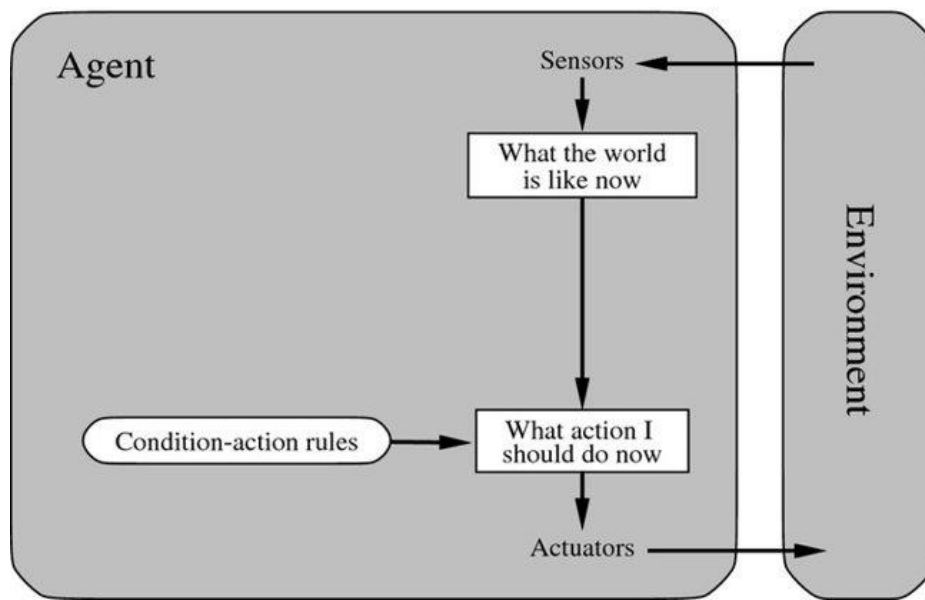 Agent
Sensors
What the world
is like now
Environment
Condition-action rules
What action I
should do now
Actuators